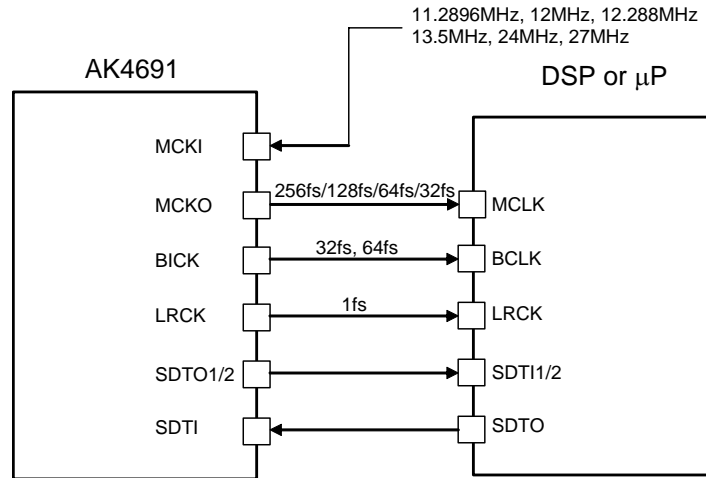 11.2896MHz, 12MHz, 12.288MHz
13.5MHz, 24MHz, 27MHz
AK4691
DSP or μP
MCKI
MCKO
256fs/128fs/64fs/32fs
MCLK
BICK
32fs, 64fs
BCLK
LRCK
1fs
LRCK
SDTO1/2
SDTI1/2
SDTI
SDTO